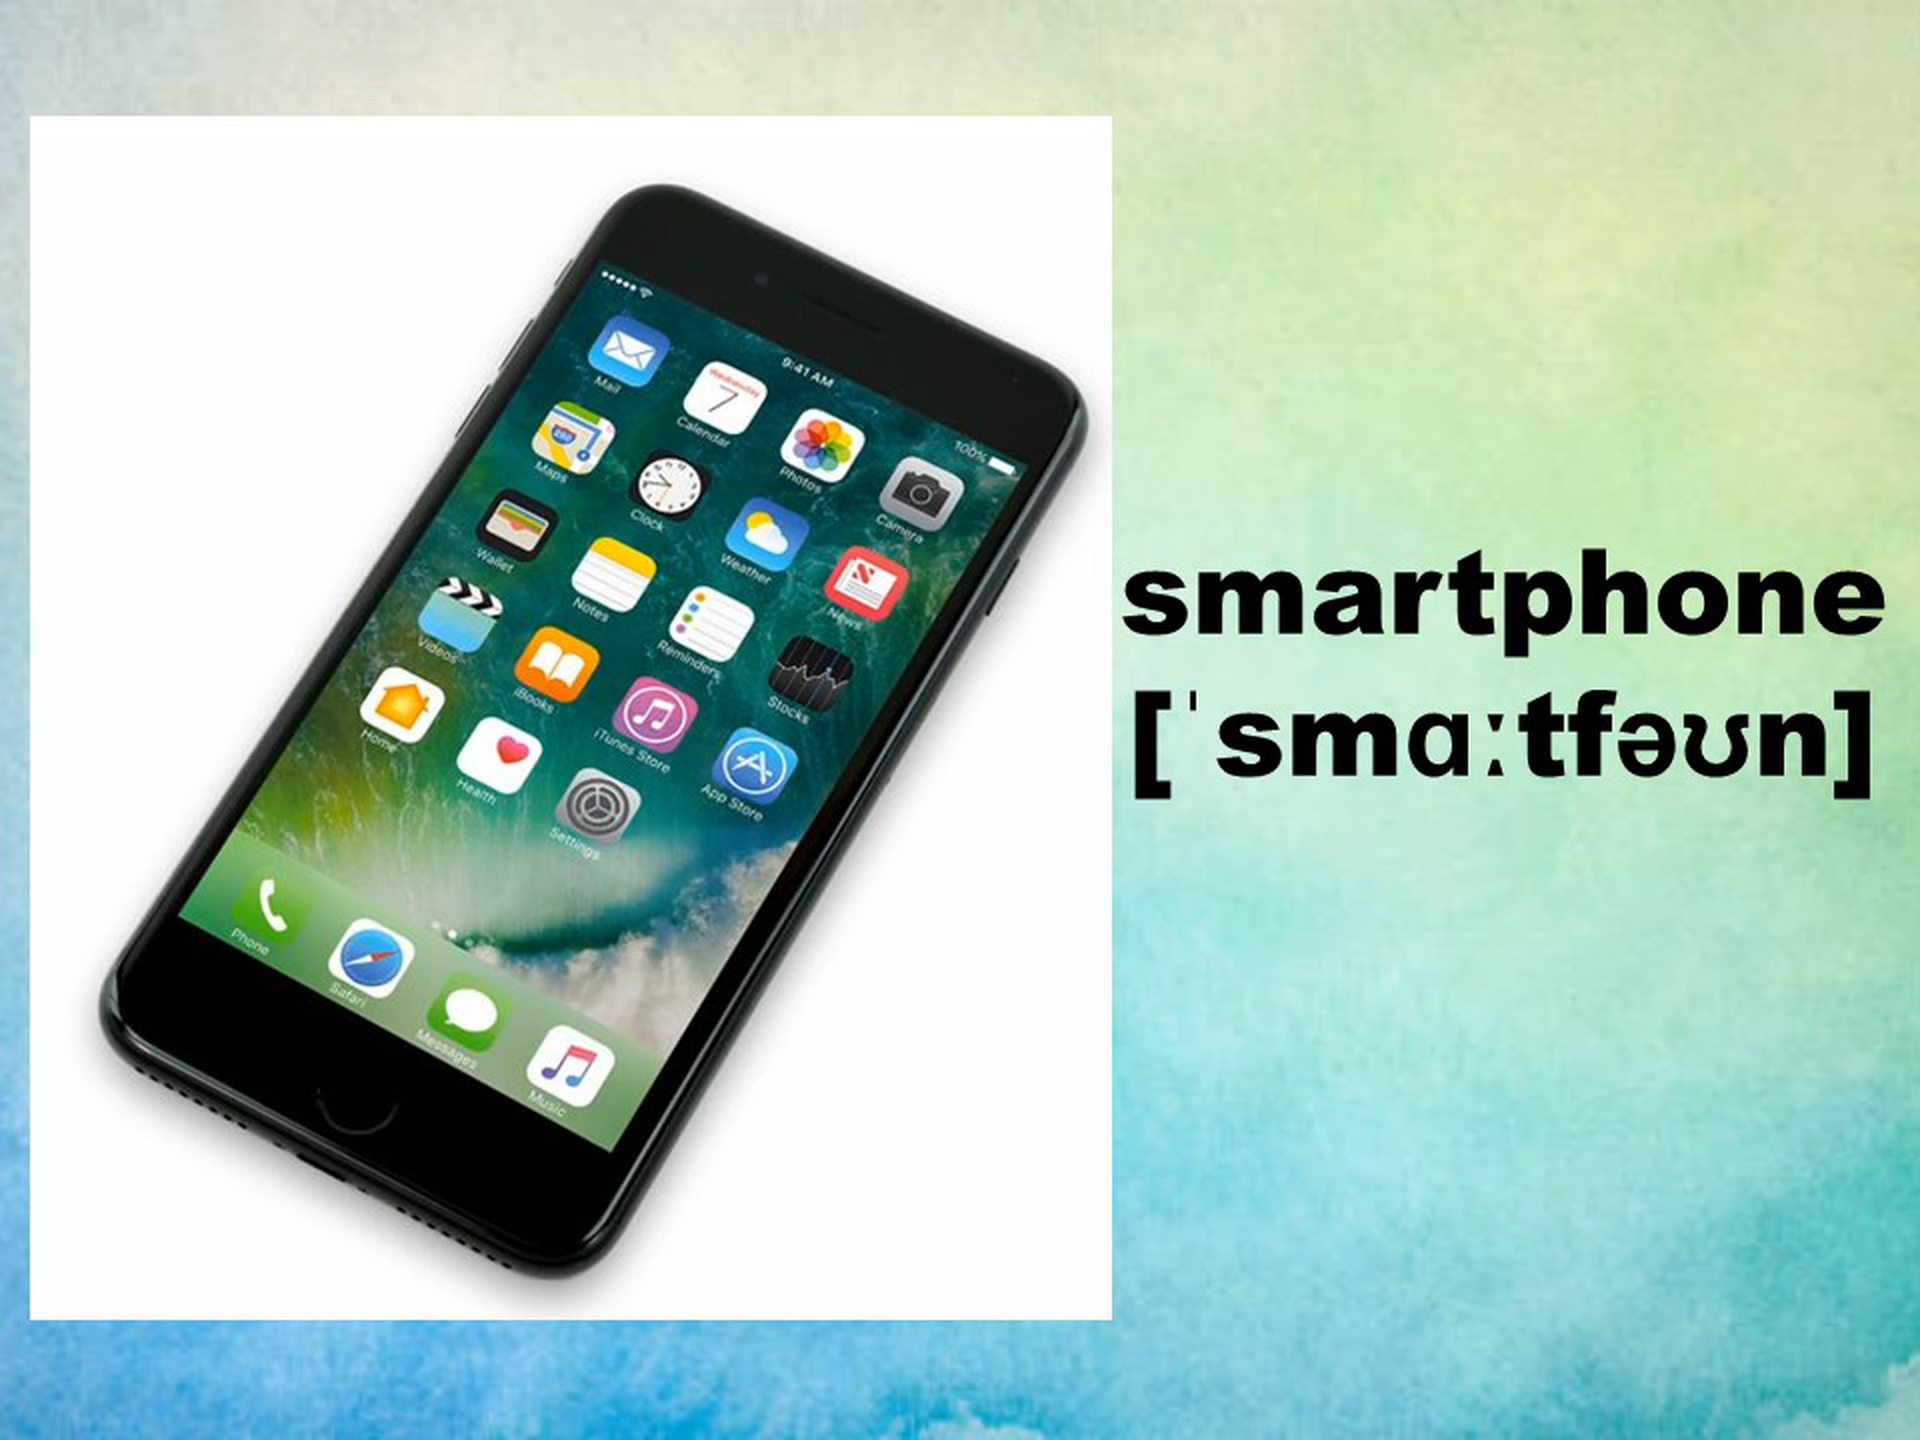 9:41 AM
100%
Mail
Wednesday
7
Calendar
Photos
Camera
Maps
280
Clock
Weather
News
Wallet
Notes
Reminders
Stocks
Videos
iBooks
iTunes Store
App Store
Home
Health
Settings
Phone
Safari
Messages
Music
smartphone
[ˈsmɑːtfəʊn]